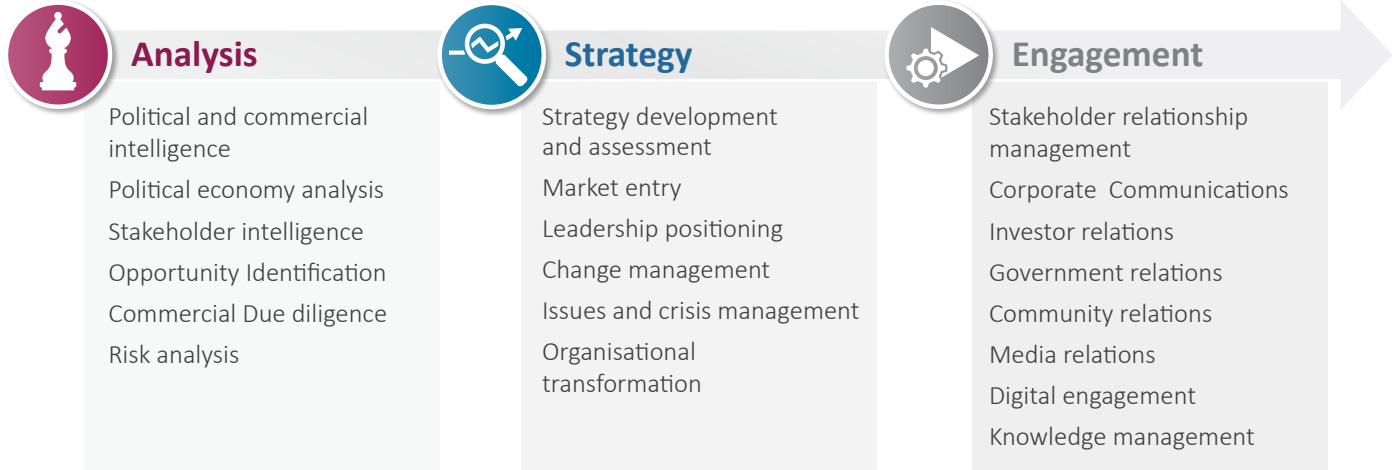 Analysis
Political and commercial
intelligence
Political economy analysis
Stakeholder intelligence
Opportunity Identification
Commercial Due diligence
Risk analysis
Strategy
Strategy development
and assessment
Market entry
Leadership positioning
Change management
Issues and crisis management
Organisational
transformation
Engagement
Stakeholder relationship
management
Corporate  Communications
Investor relations
Government relations
Community relations
Media relations
Digital engagement
Knowledge management